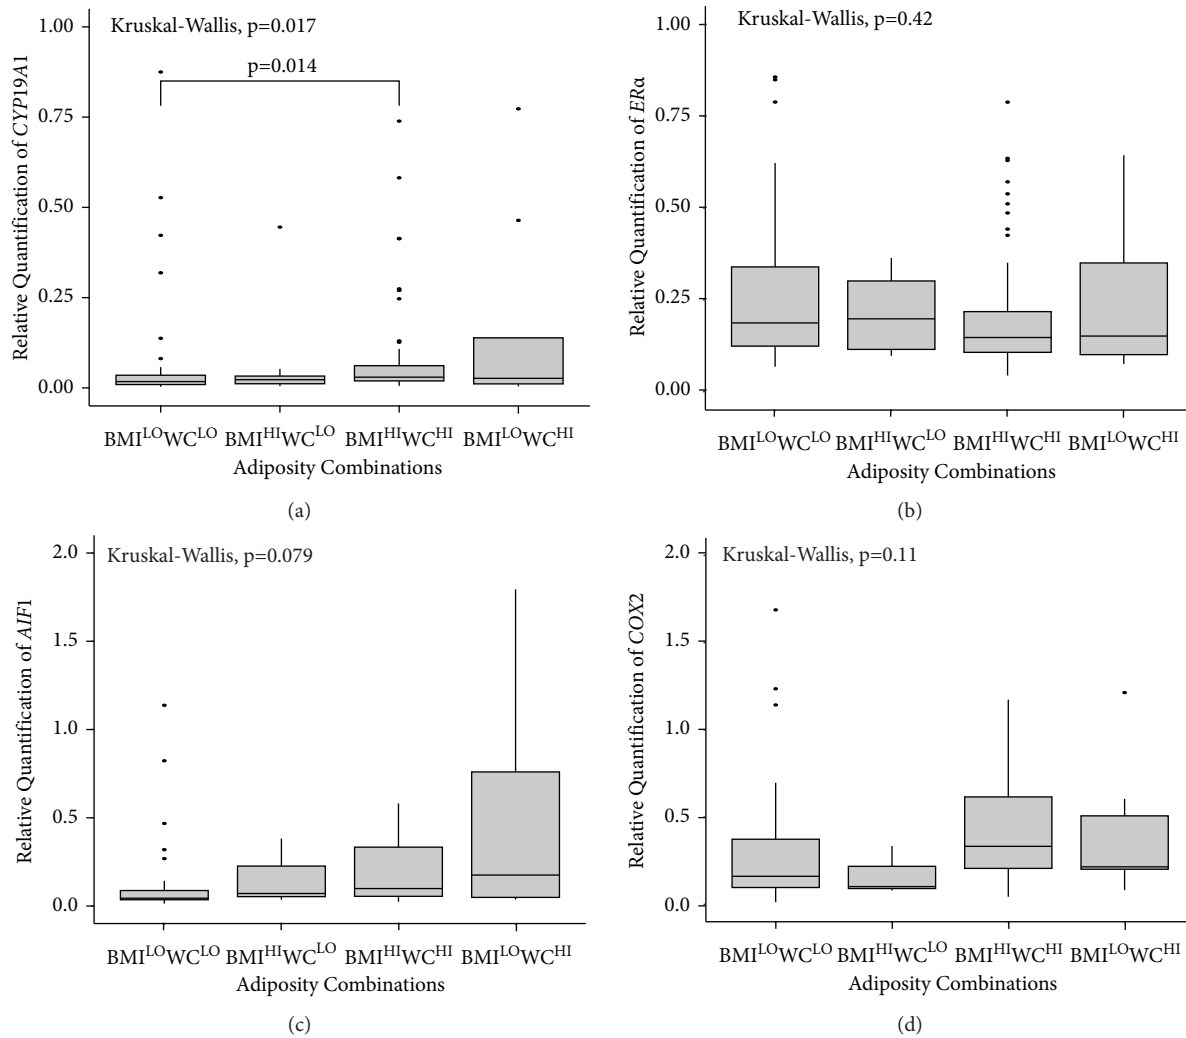 Kruskal-Wallis, p=0.017
p=0.014
Relative Quantification of CYP19A1
1.00
0.75
0.50
0.25
0.00
BMI^LO WC^LO BMI^HI WC^LO BMI^HI WC^HI BMI^LO WC^HI
Adiposity Combinations
(a)
Kruskal-Wallis, p=0.42
Relative Quantification of ERα
1.00
0.75
0.50
0.25
0.00
BMI^LO WC^LO BMI^HI WC^LO BMI^HI WC^HI BMI^LO WC^HI
Adiposity Combinations
(b)
Kruskal-Wallis, p=0.079
Relative Quantification of AIF1
2.0
1.5
1.0
0.5
0.0
BMI^LO WC^LO BMI^HI WC^LO BMI^HI WC^HI BMI^LO WC^HI
Adiposity Combinations
(c)
Kruskal-Wallis, p=0.11
Relative Quantification of COX2
2.0
1.5
1.0
0.5
0.0
BMI^LO WC^LO BMI^HI WC^LO BMI^HI WC^HI BMI^LO WC^HI
Adiposity Combinations
(d)